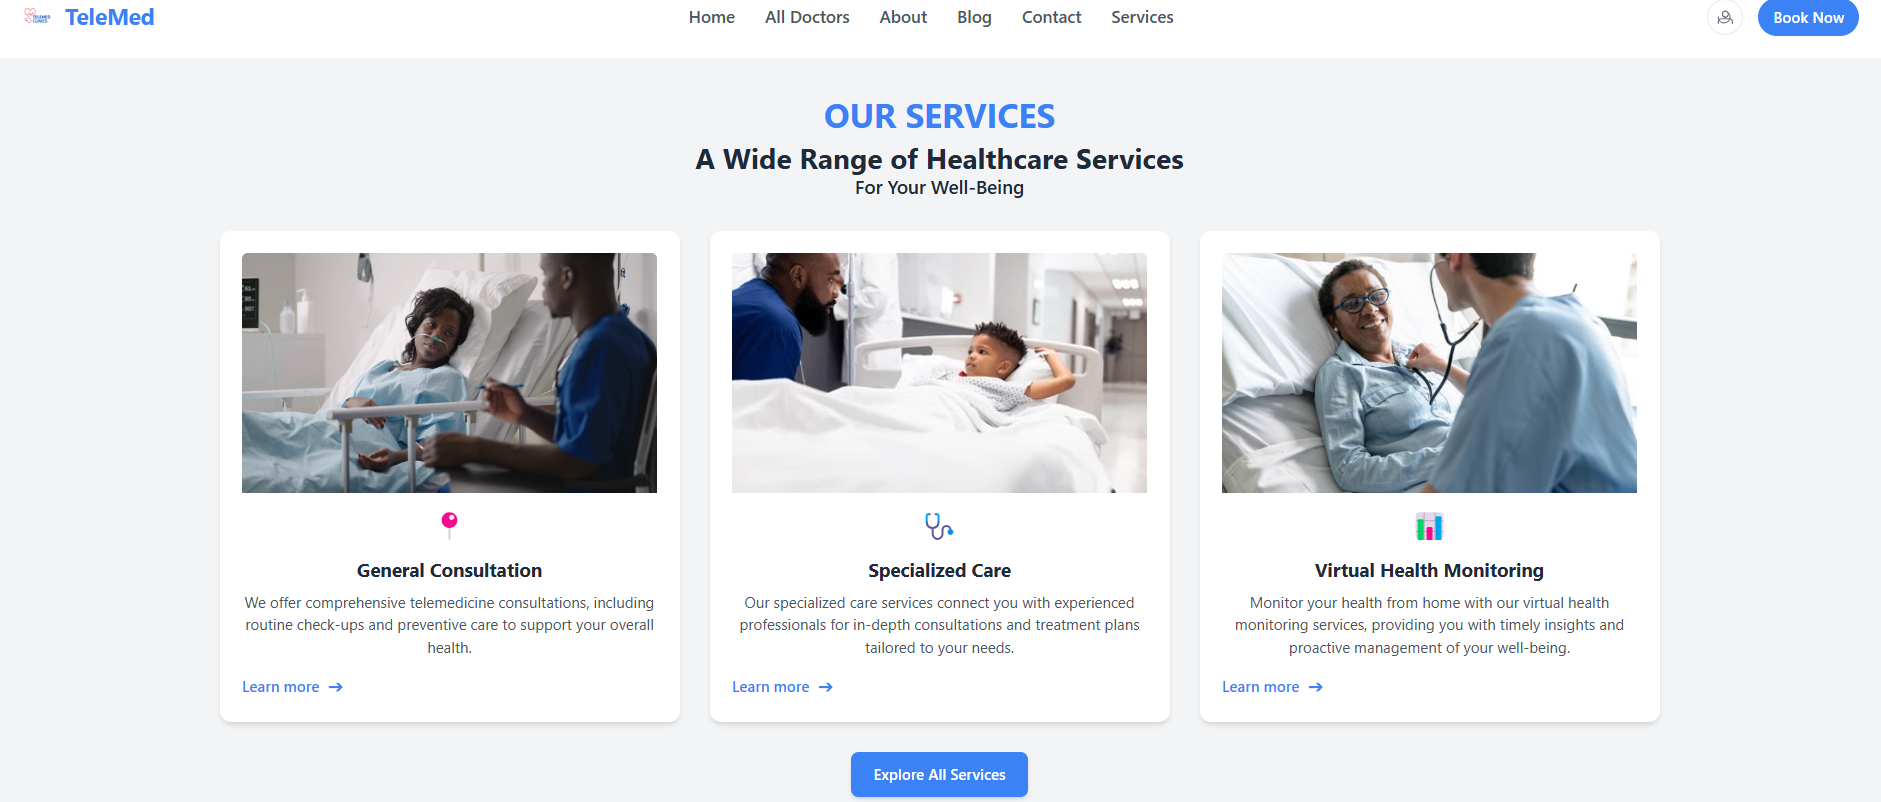 TELEMED
CLINICS
TeleMed
Home
All Doctors
About
Blog
Contact
Services
Book Now
OUR SERVICES
A Wide Range of Healthcare Services
For Your Well-Being
General Consultation
We offer comprehensive telemedicine consultations, including
routine check-ups and preventive care to support your overall
health.
Learn more →
Specialized Care
Our specialized care services connect you with experienced
professionals for in-depth consultations and treatment plans
tailored to your needs.
Learn more →
Virtual Health Monitoring
Monitor your health from home with our virtual health
monitoring services, providing you with timely insights and
proactive management of your well-being.
Learn more →
Explore All Services